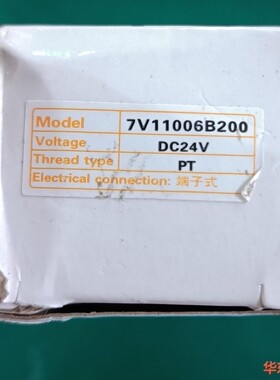 Model 7V11006B200
Voltage DC24V
Thread type PT
Electrical connection: 端子式